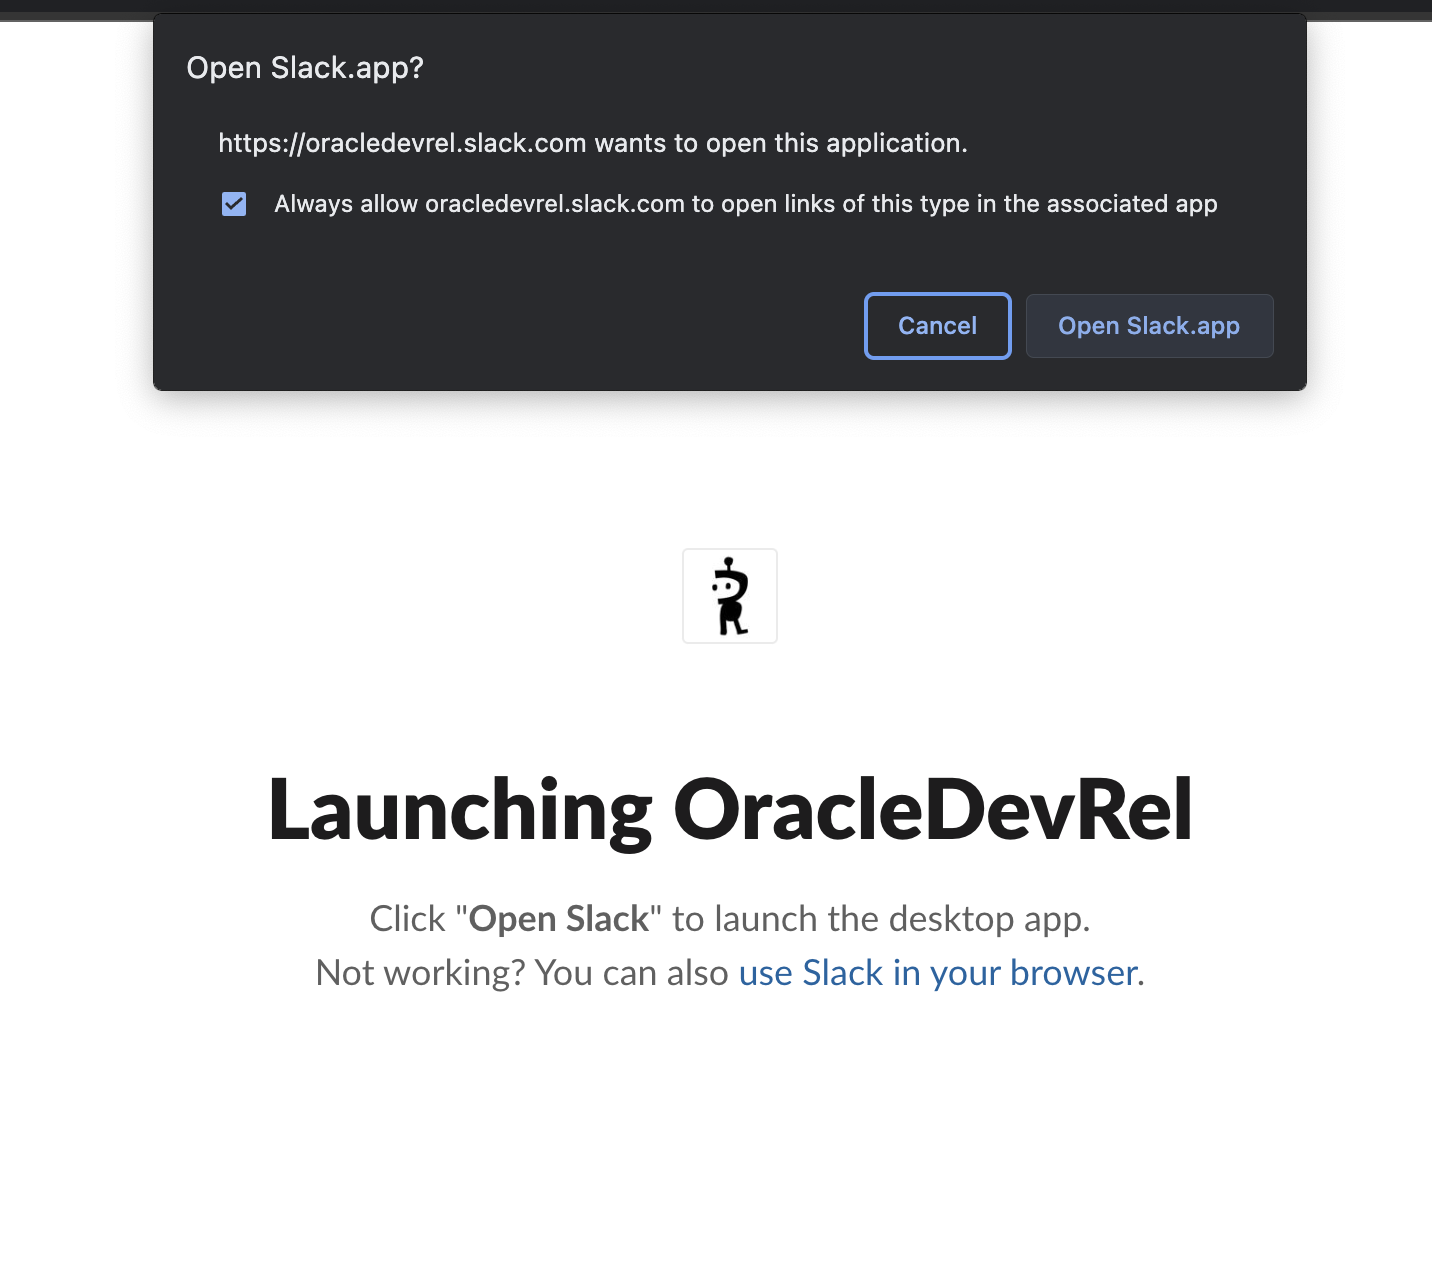 Open Slack.app?
https://oracledevrel.slack.com wants to open this application.
Always allow oracledevrel.slack.com to open links of this type in the associated app
Cancel
Open Slack.app
Launching OracleDevRel
Click "Open Slack" to launch the desktop app.
Not working? You can also use Slack in your browser.